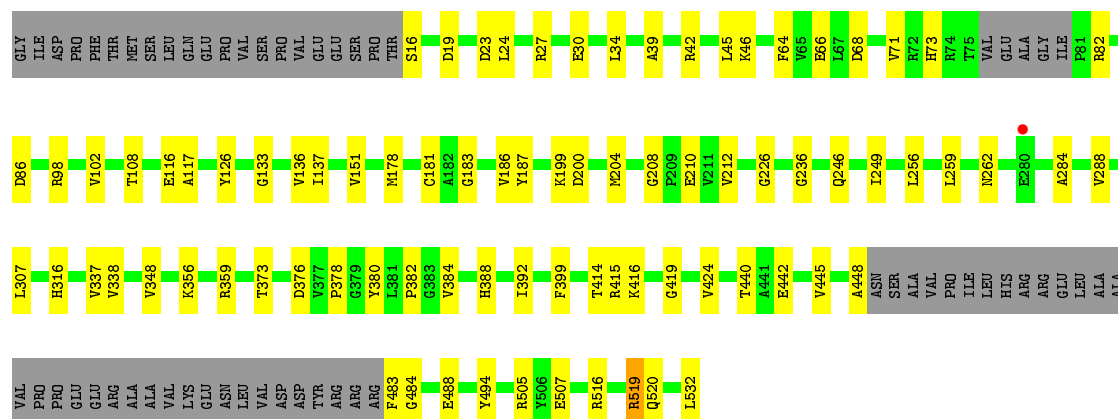 GLY ILE ASP PRO PHE THR MET SER LEU GLN GLU PRO VAL SER PRO VAL GLU GLU SER PRO THR S16 D19 D23 L24 R27 E30 L34 A39 R42 L45 K46 F64 V65 E66 L67 D68 V71 R72 H73 R74 T75 VAL GLU ALA GLY ILE P81 R82
D86 R98 V102 T108 E116 A117 Y126 G133 V136 I137 V151 M178 C181 A182 G183 V186 Y187 K199 D200 M204 G208 P209 E210 V211 V212 G226 G236 Q246 I249 L256 L259 N262 E280 A284 V288
L307 H316 V337 V338 V348 K356 R359 T373 D376 V377 P378 G379 Y380 L381 P382 G383 V384 H388 I392 F399 T414 R415 K416 G419 V424 T440 A441 E442 V445 A448 ASN SER ALA VAL PRO ILE LEU HIS ARG ARG GLU LEU ALA ALA
VAL PRO PRO GLU GLU ARG ALA ALA VAL LYS GLU ASN LEU VAL ASP ASP TYR ARG ARG ARG F483 G484 E488 Y494 R505 Y506 E507 R516 R519 Q520 L532